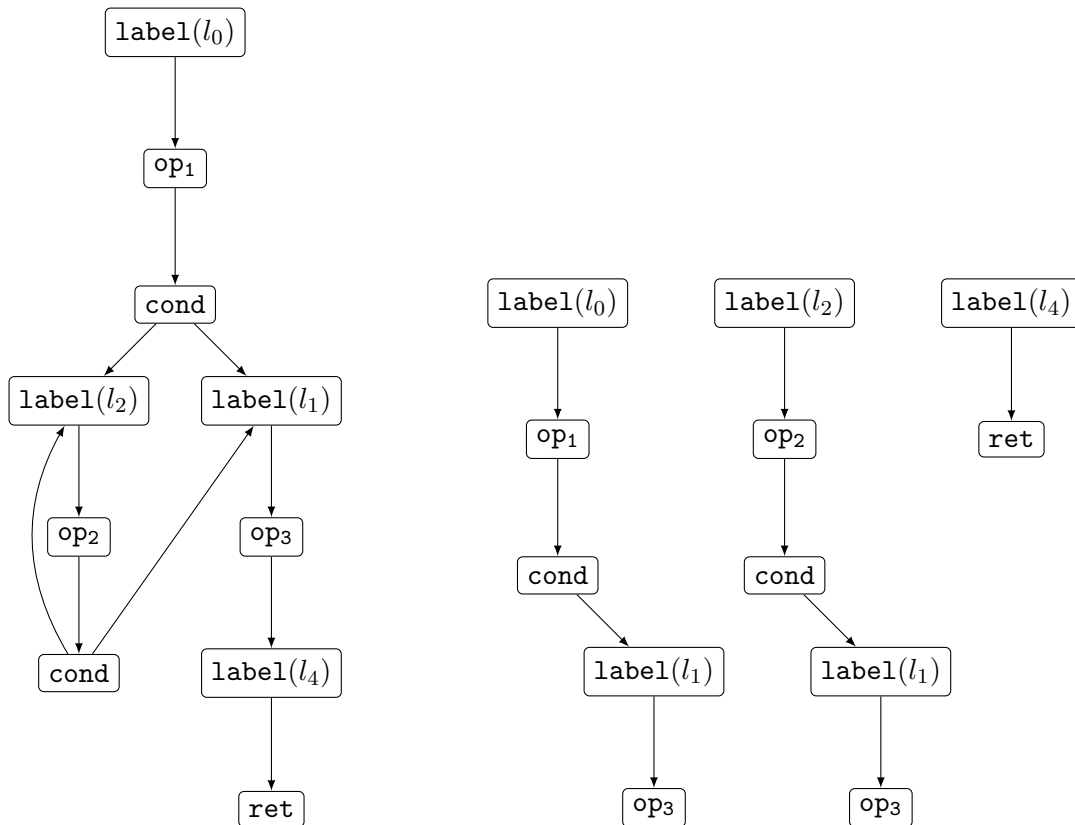 label(l₀)
op₁
cond
label(l₂)
label(l₁)
op₂
op₃
cond
label(l₄)
ret
label(l₀)
label(l₂)
label(l₄)
op₁
op₂
ret
cond
cond
label(l₁)
label(l₁)
op₃
op₃